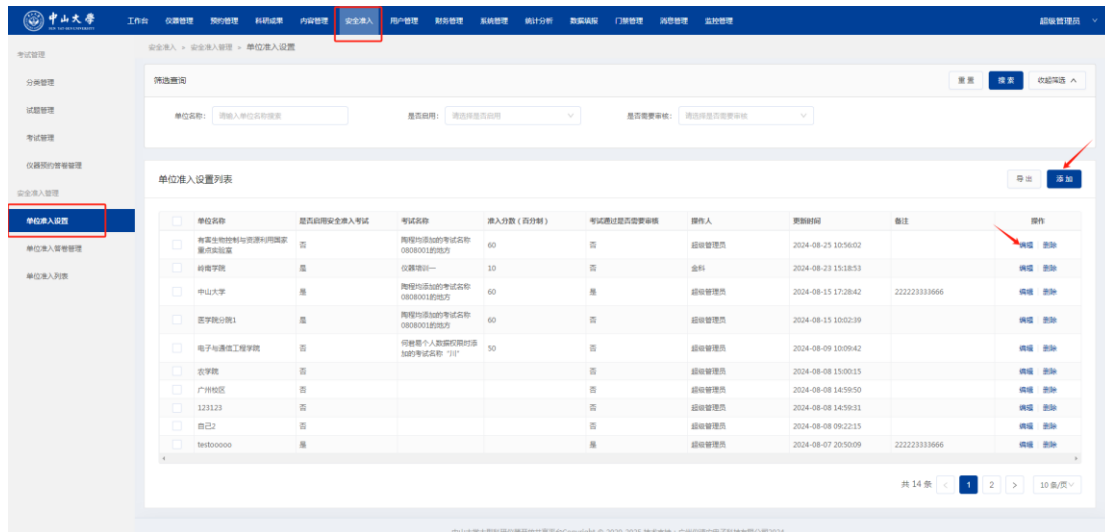 中山大学
工作台 仪器管理 预约管理 科研成果 内容管理 安全准入 用户管理 财务管理 系统管理 统计分析 数据填报 门禁管理 消息管理 监控管理 超级管理员
安全准入 > 安全准入管理 > 单位准入设置
考试管理
分类管理
试题管理
考试管理
仪器预约答卷管理
安全准入管理
单位准入设置
单位准入答卷管理
单位准入列表
筛选查询 重置 搜索 收起筛选
单位名称: 请输入单位名称搜索 是否启用: 请选择是否启用 是否需要审核: 请选择是否需要审核
单位准入设置列表 导出 添加
单位名称 是否启用安全准入考试 考试名称 准入分数(百分制) 考试通过是否需要审核 操作人 更新时间 备注 操作
有害生物控制与资源利用国家重点实验室 否 陶程均添加的考试名称0808001的地方 60 否 超级管理员 2024-08-25 10:56:02 编辑 删除
岭南学院 是 仪器培训一 10 否 金科 2024-08-23 15:18:53 编辑 删除
中山大学 是 陶程均添加的考试名称0808001的地方 60 是 超级管理员 2024-08-15 17:28:42 222223333666 编辑 删除
医学院分院1 是 陶程均添加的考试名称0808001的地方 60 否 超级管理员 2024-08-15 10:02:39 编辑 删除
电子与通信工程学院 否 个人数据权限时添加的考试名称 "川" 50 否 超级管理员 2024-08-09 10:09:42 编辑 删除
农学院 否 否 超级管理员 2024-08-08 15:00:15 编辑 删除
广州校区 否 否 超级管理员 2024-08-08 14:59:50 编辑 删除
123123 否 否 超级管理员 2024-08-08 14:59:31 编辑 删除
自己2 否 否 超级管理员 2024-08-08 09:22:15 编辑 删除
testooooo 是 是 超级管理员 2024-08-07 20:50:09 222223333666 编辑 删除
共 14 条 < 1 2 > 10 条/页